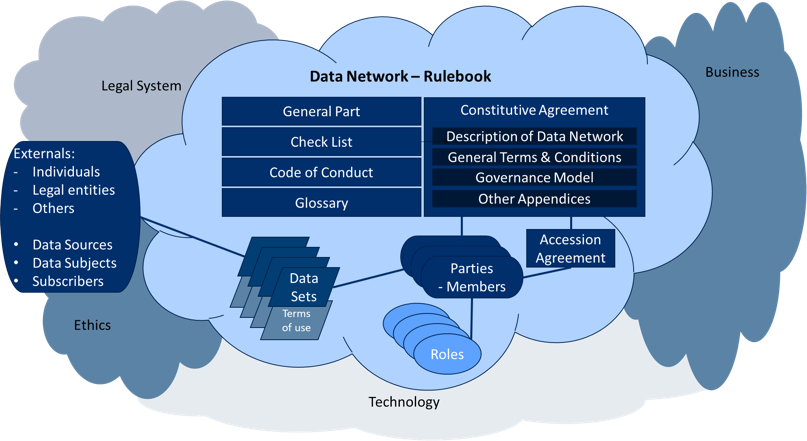 Legal System
Data Network – Rulebook
Business
General Part
Check List
Code of Conduct
Glossary
Constitutive Agreement
Description of Data Network
General Terms & Conditions
Governance Model
Other Appendices
Externals:
- Individuals
- Legal entities
- Others
• Data Sources
• Data Subjects
• Subscribers
Data
Sets
Terms
of use
Parties
- Members
Accession
Agreement
Roles
Ethics
Technology